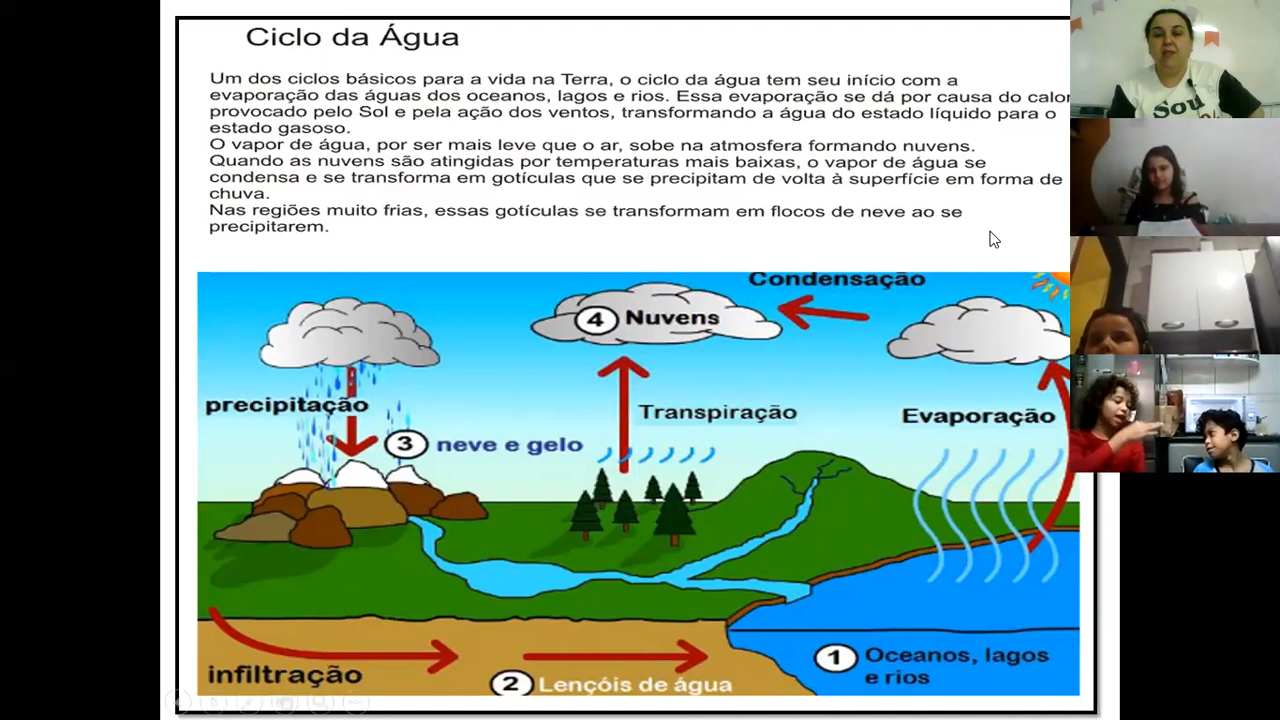 Ciclo da Água
Um dos ciclos básicos para a vida na Terra, o ciclo da água tem seu início com a
evaporação das águas dos oceanos, lagos e rios. Essa evaporação se dá por causa do calor
provocado pelo Sol e pela ação dos ventos, transformando a água do estado líquido para o
estado gasoso.
O vapor de água, por ser mais leve que o ar, sobe na atmosfera formando nuvens.
Quando as nuvens são atingidas por temperaturas mais baixas, o vapor de água se
condensa e se transforma em gotículas que se precipitam de volta à superfície em forma de
chuva.
Nas regiões muito frias, essas gotículas se transformam em flocos de neve ao se
precipitarem.
Condensação
4 Nuvens
precipitação
Transpiração
Evaporação
3 neve e gelo
infiltração
2 Lençóis de água
1 Oceanos, lagos
e rios
Sou